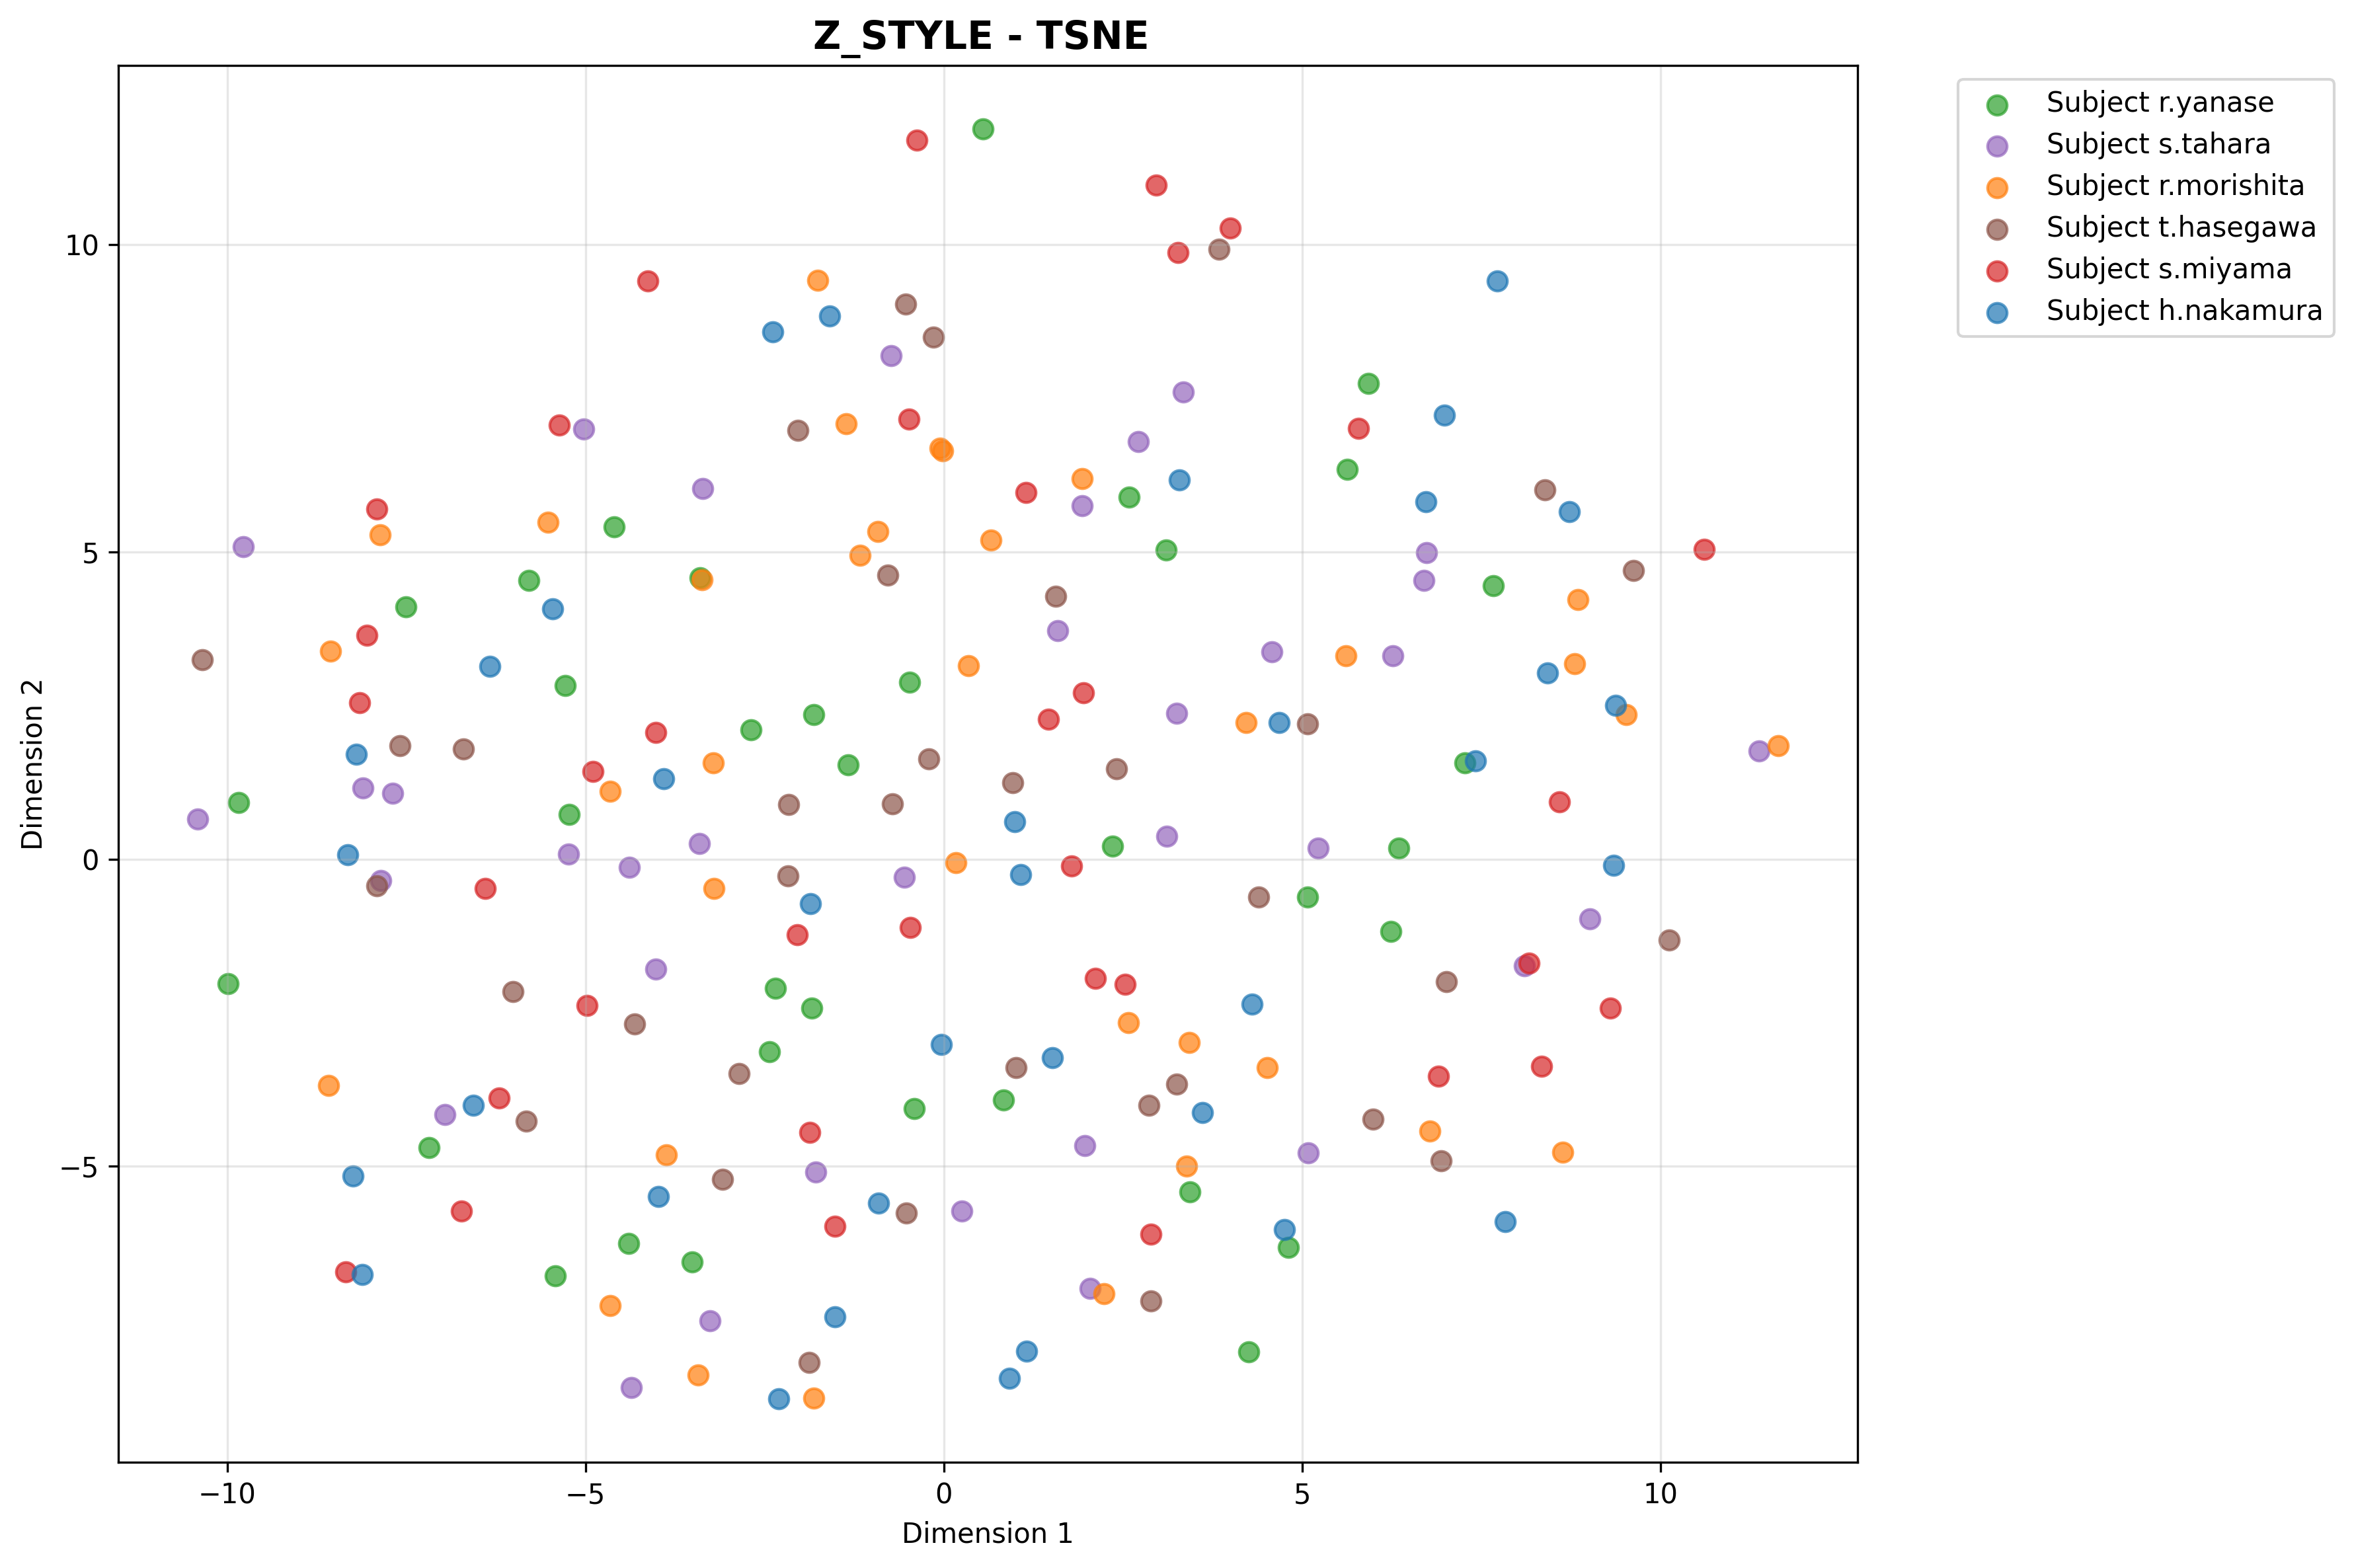 Z_STYLE - TSNE
Subject r.yanase
Subject s.tahara
Subject r.morishita
Subject t.hasegawa
Subject s.miyama
Subject h.nakamura
Dimension 2
10
5
0
−5
−10
−5
0
5
10
Dimension 1